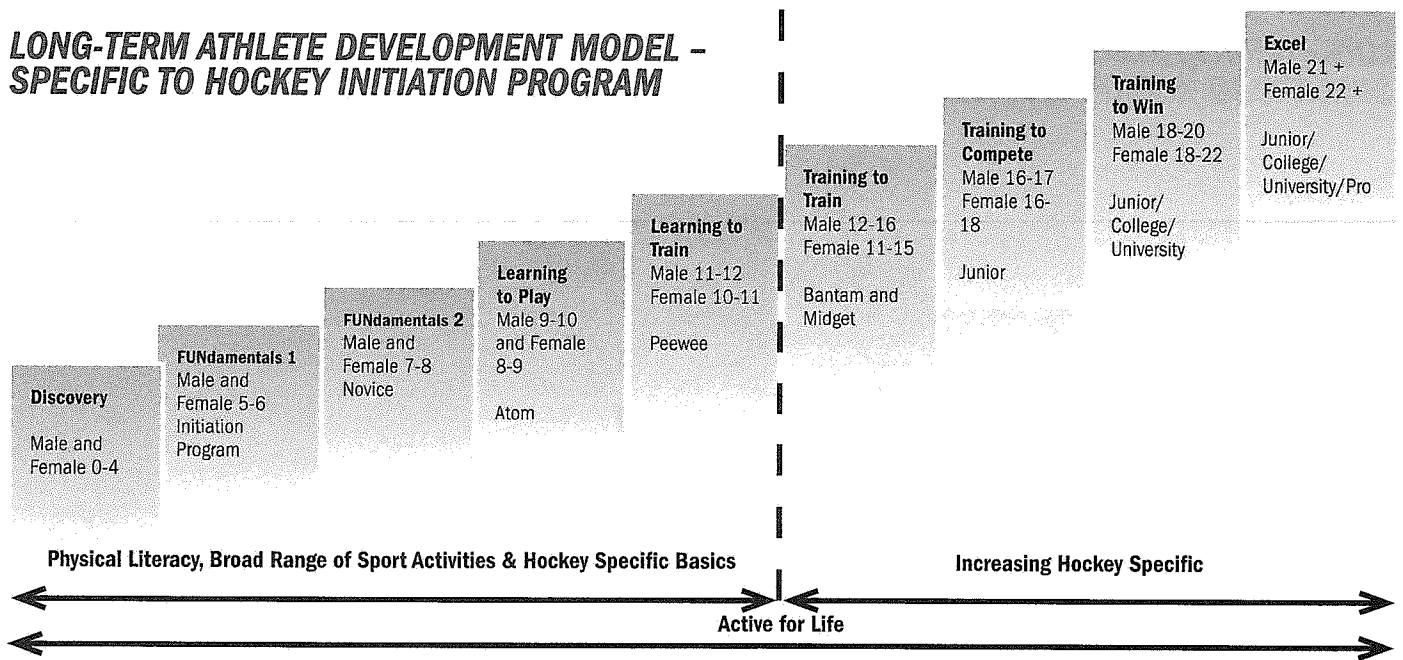 LONG-TERM ATHLETE DEVELOPMENT MODEL –
SPECIFIC TO HOCKEY INITIATION PROGRAM
Discovery
Male and
Female 0-4
FUNdamentals 1
Male and
Female 5-6
Initiation
Program
FUNdamentals 2
Male and
Female 7-8
Novice
Learning
to Play
Male 9-10
and Female
8-9
Atom
Learning to
Train
Male 11-12
Female 10-11
Peewee
Training to
Train
Male 12-16
Female 11-15
Bantam and
Midget
Training to
Compete
Male 16-17
Female 16-
18
Junior
Training
to Win
Male 18-20
Female 18-22
Junior/
College/
University
Excel
Male 21 +
Female 22 +
Junior/
College/
University/Pro
Physical Literacy, Broad Range of Sport Activities & Hockey Specific Basics
Increasing Hockey Specific
Active for Life